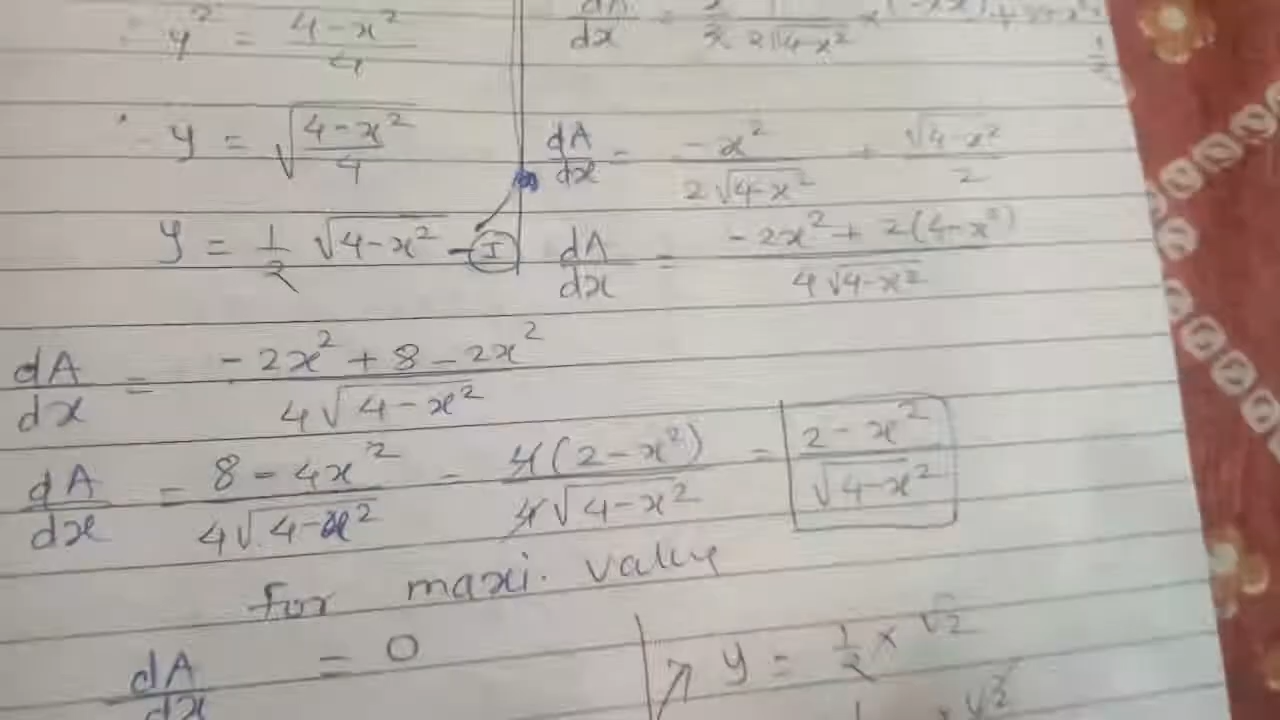 y² = 4-x²/4
y = √(4-x²/4)
y = 1/2 √4-x² - I
dA/dx =
dA/dx = -x²/2√4-x² + √4-x²/2
dA/dx = -2x² + 2(4-x²)/4√4-x²
dA/dx = -2x² + 8 - 2x²/4√4-x²
dA/dx = 8 - 4x²/4√4-x² = 4(2-x²)/4√4-x² = 2-x²/√4-x²
for maxi. value
dA/dx = 0
y = 1/2 × √2